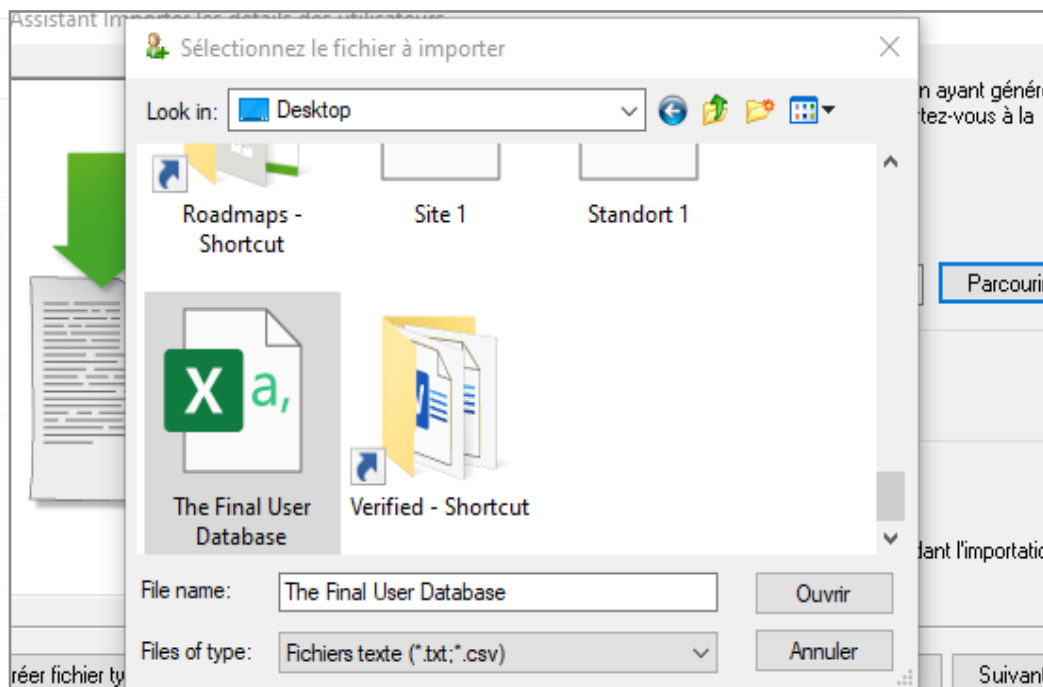 Assistant Importer les détails des utilisateurs
Sélectionnez le fichier à importer
Look in:
Desktop
n ayant génér
tez-vous à la
Roadmaps -
Shortcut
Site 1
Standort 1
Parcouri
X a,
The Final User
Database
Verified - Shortcut
dant l'importatio
File name:
The Final User Database
Ouvrir
Files of type:
Fichiers texte (*.txt;*.csv)
Annuler
réer fichier ty
Suivant